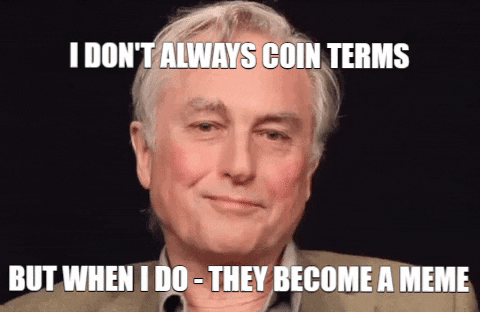 I DON'T ALWAYS COIN TERMS
BUT WHEN I DO - THEY BECOME A MEME